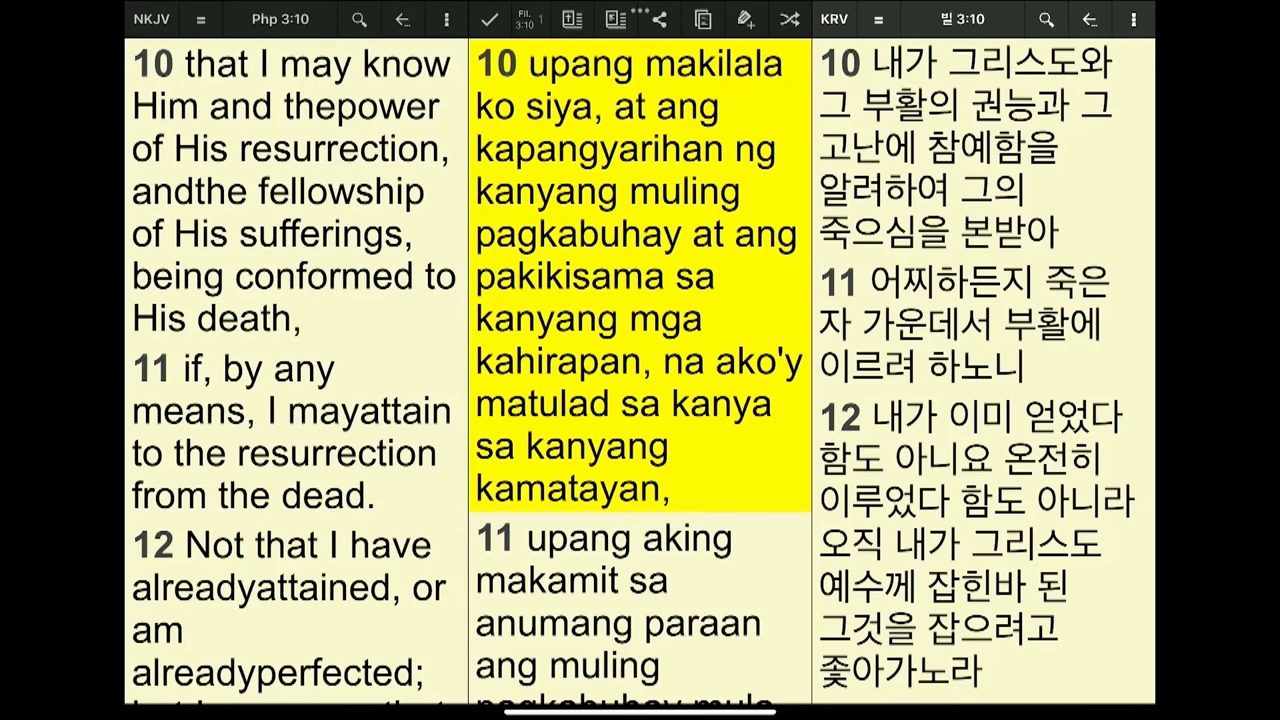 NKJV = Php 3:10
FIL. 3:10 1
KRV = 빌 3:10
10 that I may know
Him and thepower
of His resurrection,
andthe fellowship
of His sufferings,
being conformed to
His death,
11 if, by any
means, I mayattain
to the resurrection
from the dead.
12 Not that I have
alreadyattained, or
am
alreadyperfected;
10 upang makilala
ko siya, at ang
kapangyarihan ng
kanyang muling
pagkabuhay at ang
pakikisama sa
kanyang mga
kahirapan, na ako'y
matulad sa kanya
sa kanyang
kamatayan,
11 upang aking
makamit sa
anumang paraan
ang muling
pagkabuhay mula
10 내가 그리스도와
그 부활의 권능과 그
고난에 참예함을
알려하여 그의
죽으심을 본받아
11 어찌하든지 죽은
자 가운데서 부활에
이르려 하노니
12 내가 이미 얻었다
함도 아니요 온전히
이루었다 함도 아니라
오직 내가 그리스도
예수께 잡힌바 된
그것을 잡으려고
좇아가노라